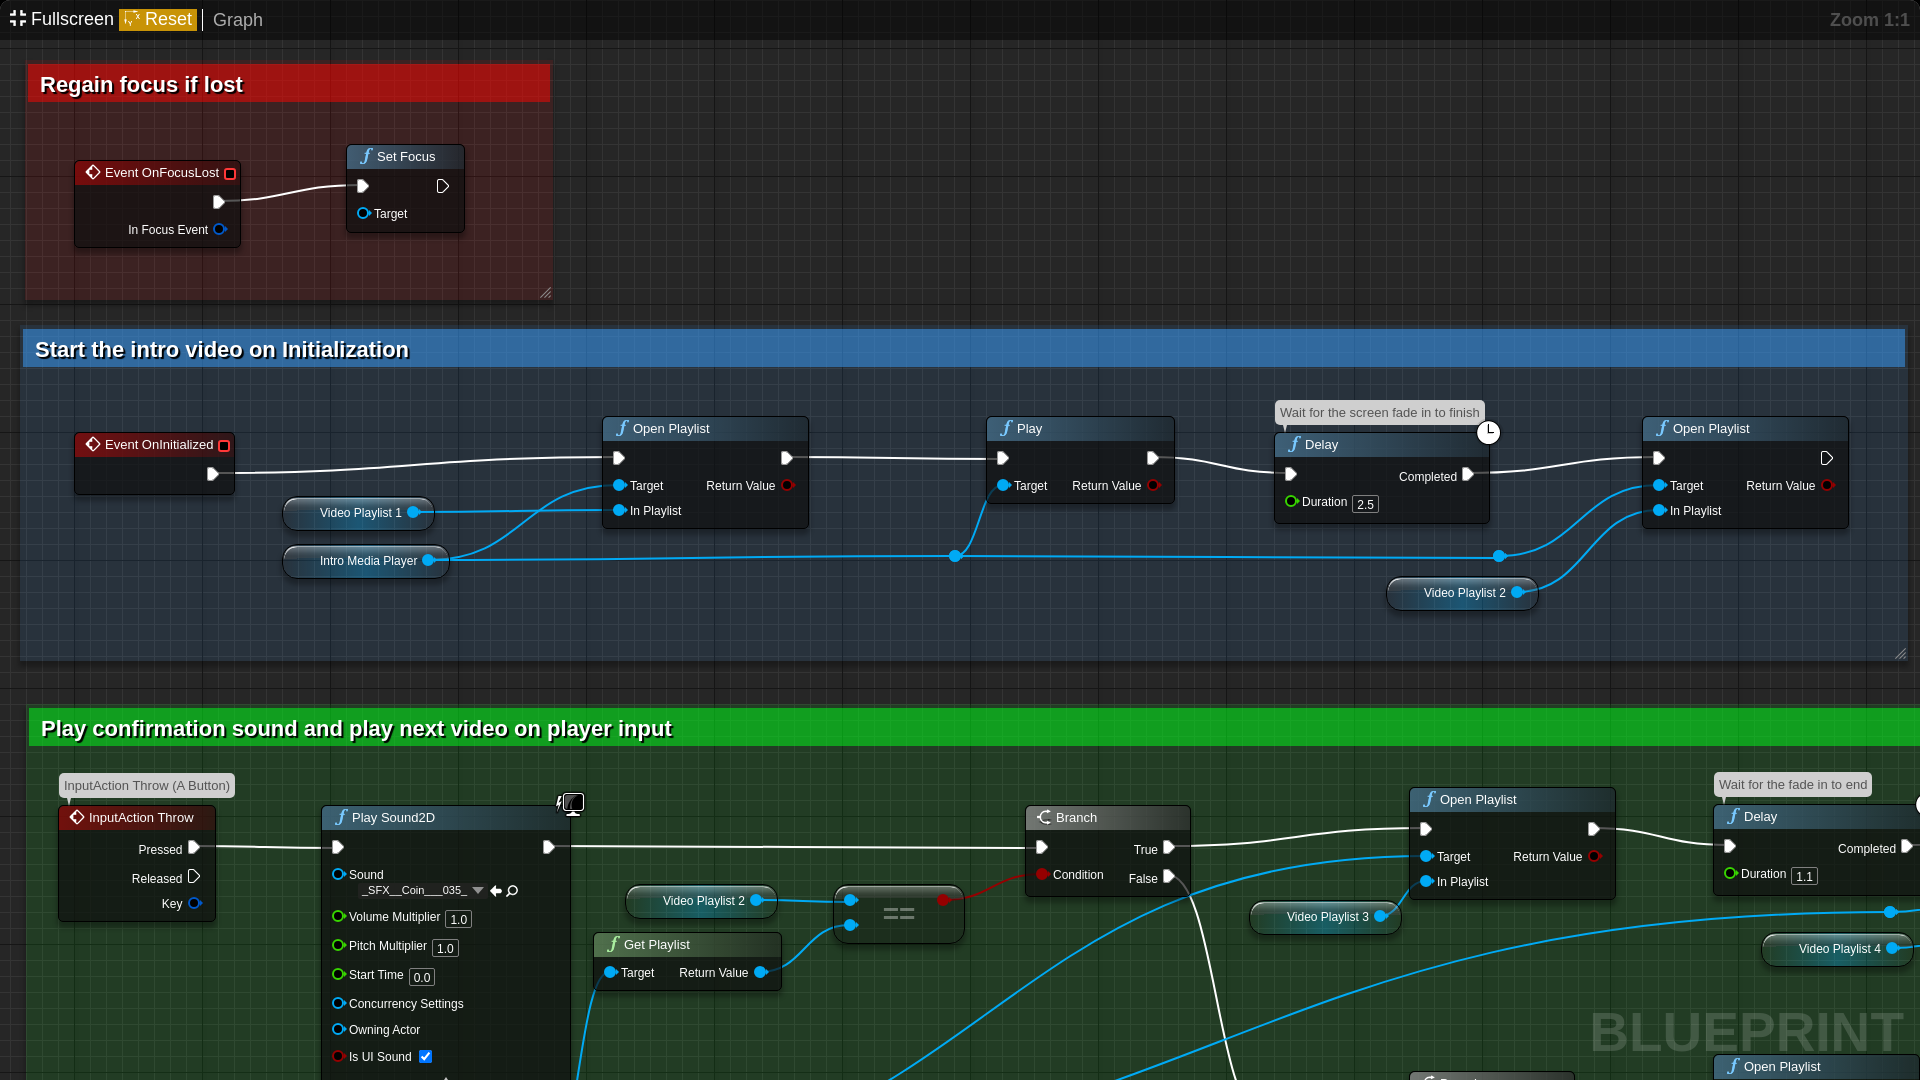 Fullscreen Reset Graph Zoom 1:1
Regain focus if lost
Event OnFocusLost
In Focus Event
Set Focus
Target
Start the intro video on Initialization
Event OnInitialized
Video Playlist 1
Intro Media Player
Open Playlist
Target Return Value
In Playlist
Play
Target Return Value
Wait for the screen fade in to finish
Delay
Completed
Duration 2.5
Open Playlist
Target Return Value
In Playlist
Video Playlist 2
Play confirmation sound and play next video on player input
InputAction Throw (A Button)
InputAction Throw
Pressed
Released
Key
Play Sound2D
Sound
_SFX__Coin___035_
Volume Multiplier 1.0
Pitch Multiplier 1.0
Start Time 0.0
Concurrency Settings
Owning Actor
Is UI Sound
Video Playlist 2
==
Get Playlist
Target Return Value
Branch
True
Condition
False
Open Playlist
Target Return Value
In Playlist
Video Playlist 3
Wait for the fade in to end
Delay
Completed
Duration 1.1
Video Playlist 4
BLUEPRINT
Open Playlist